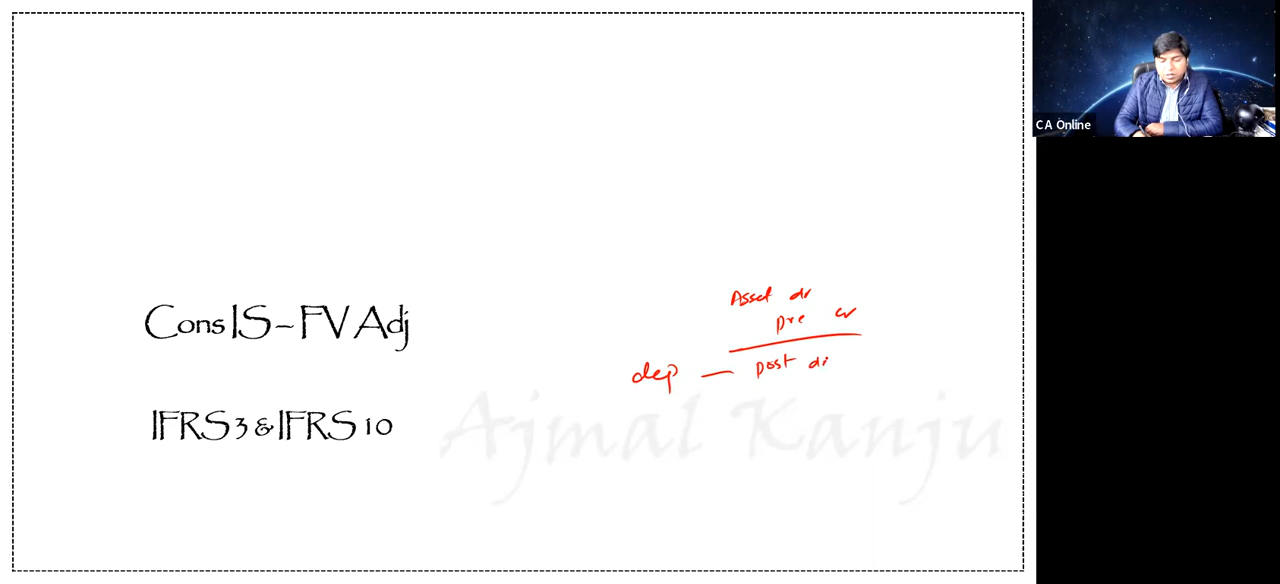 Cons IS – FV Adj
IFRS 3 & IFRS 10
Asset dr
pre cr
dep — post dr
Ajmal Kanju
CA Online